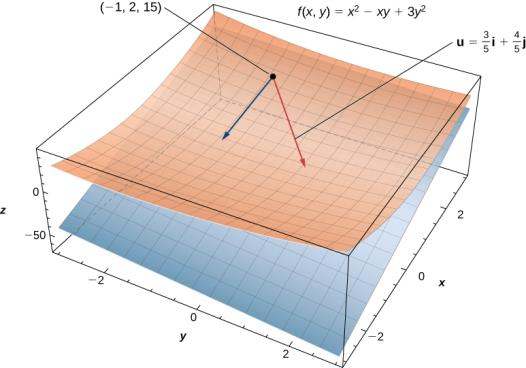 (−1, 2, 15)
f(x, y) = x² − xy + 3y²
u = 3/5 i + 4/5 j
0
z
−50
−2
0
y
2
2
0
x
−2